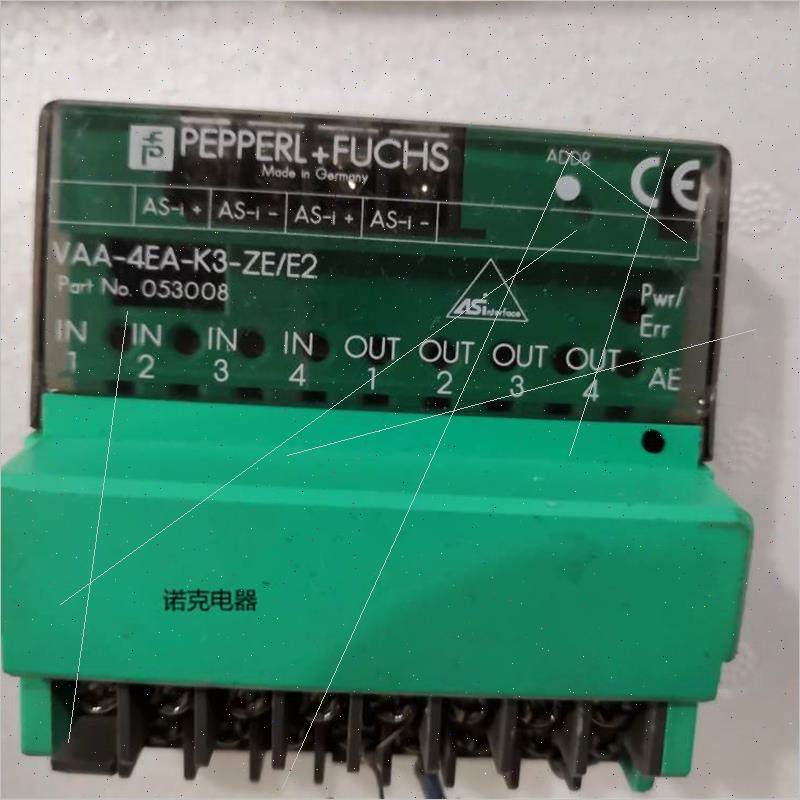 PEPPERL+FUCHS
Made in Germany
ADDR
CE
AS-i + AS-i - AS-i + AS-i -
VAA-4EA-K3-ZE/E2
Part No. 053008
ASi interface
Pwr/
Err
IN IN IN IN OUT OUT OUT OUT
1 2 3 4 1 2 3 4
AE
诺克电器